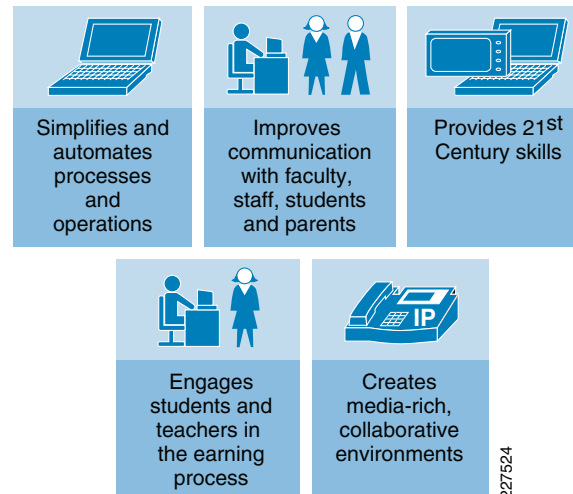 Simplifies and
automates
processes
and
operations
Improves
communication
with faculty,
staff, students
and parents
Provides 21st
Century skills
Engages
students and
teachers in
the earning
process
IP
Creates
media-rich,
collaborative
environments
227524